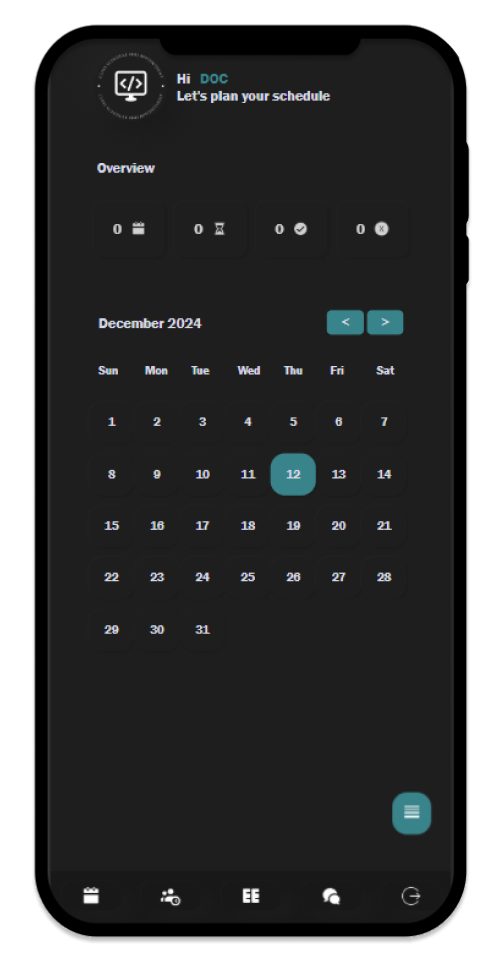 Hi DOC
Let's plan your schedule
Overview
0 0 0 0
December 2024 < >
Sun Mon Tue Wed Thu Fri Sat
1 2 3 4 5 6 7
8 9 10 11 12 13 14
15 16 17 18 19 20 21
22 23 24 25 26 27 28
29 30 31
EE